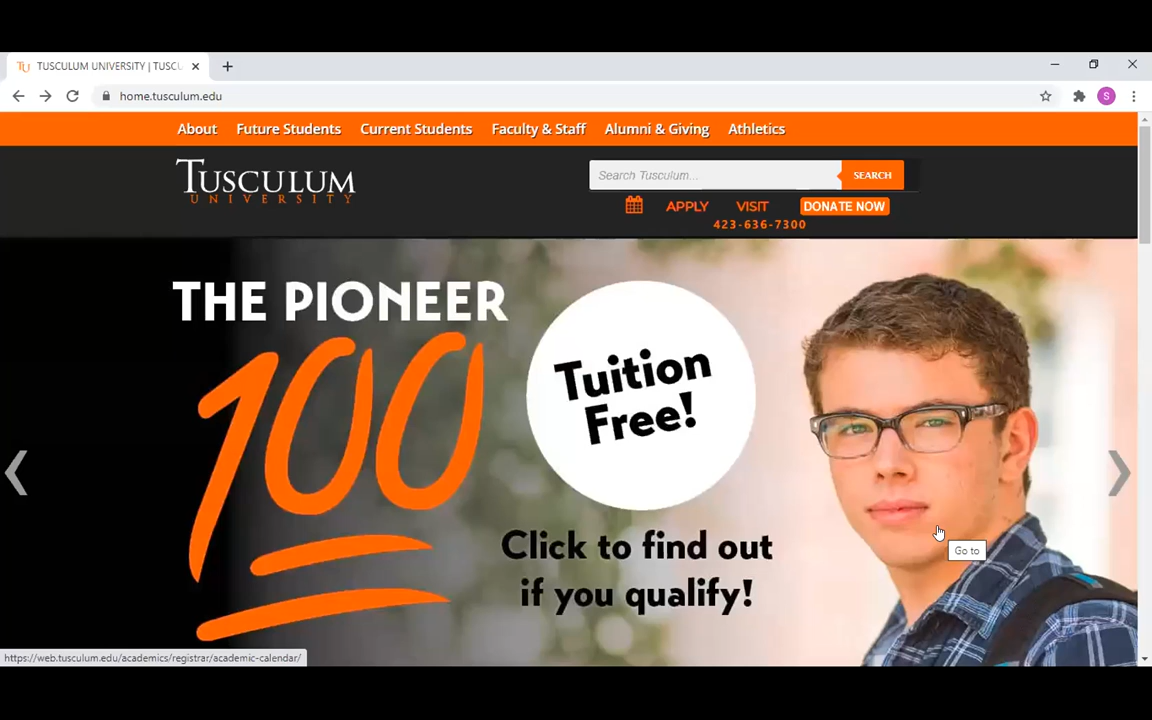 TUSCULUM UNIVERSITY | TUSCU
home.tusculum.edu
S
About Future Students Current Students Faculty & Staff Alumni & Giving Athletics
TUSCULUM
UNIVERSITY
Search Tusculum... SEARCH
APPLY VISIT DONATE NOW
423-636-7300
THE PIONEER
100
Tuition
Free!
Click to find out
if you qualify!
Go to
https://web.tusculum.edu/academics/registrar/academic-calendar/